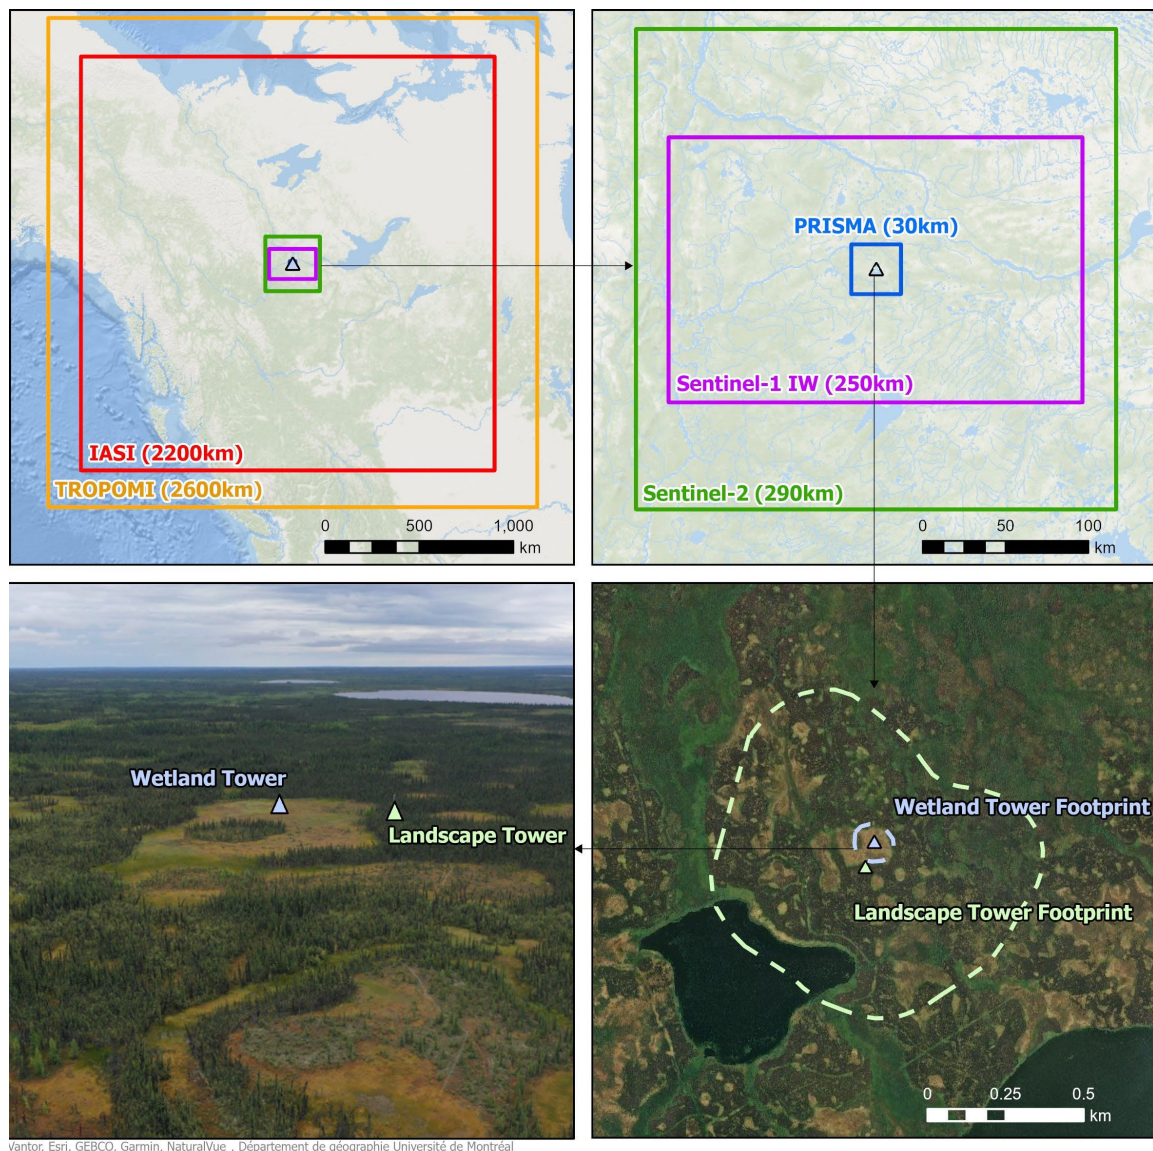 IASI (2200km)
TROPOMI (2600km)
0 500 1,000
km
PRISMA (30km)
Sentinel-1 IW (250km)
Sentinel-2 (290km)
0 50 100
km
Wetland Tower
Landscape Tower
Wetland Tower Footprint
Landscape Tower Footprint
0 0.25 0.5
km
Vantor, Esri, GEBCO, Garmin, NaturalVue , Département de géographie Université de Montréal